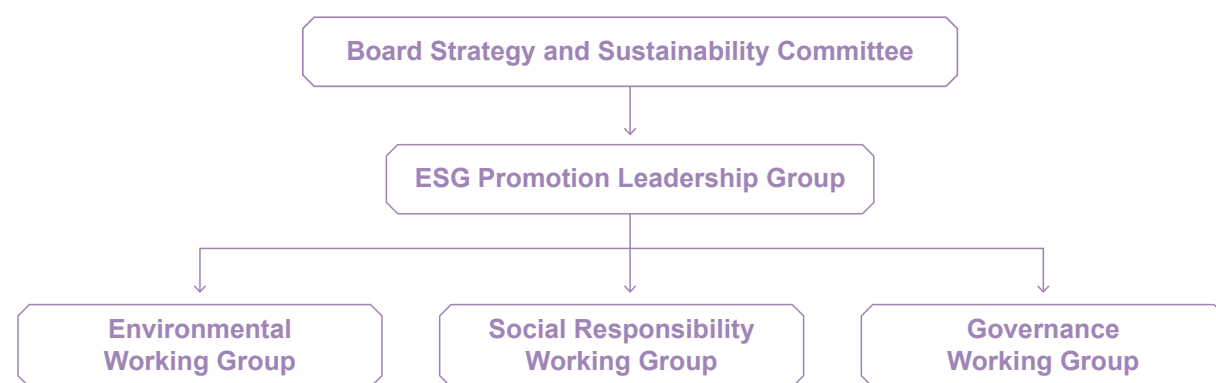 Board Strategy and Sustainability Committee
ESG Promotion Leadership Group
Environmental
Working Group
Social Responsibility
Working Group
Governance
Working Group